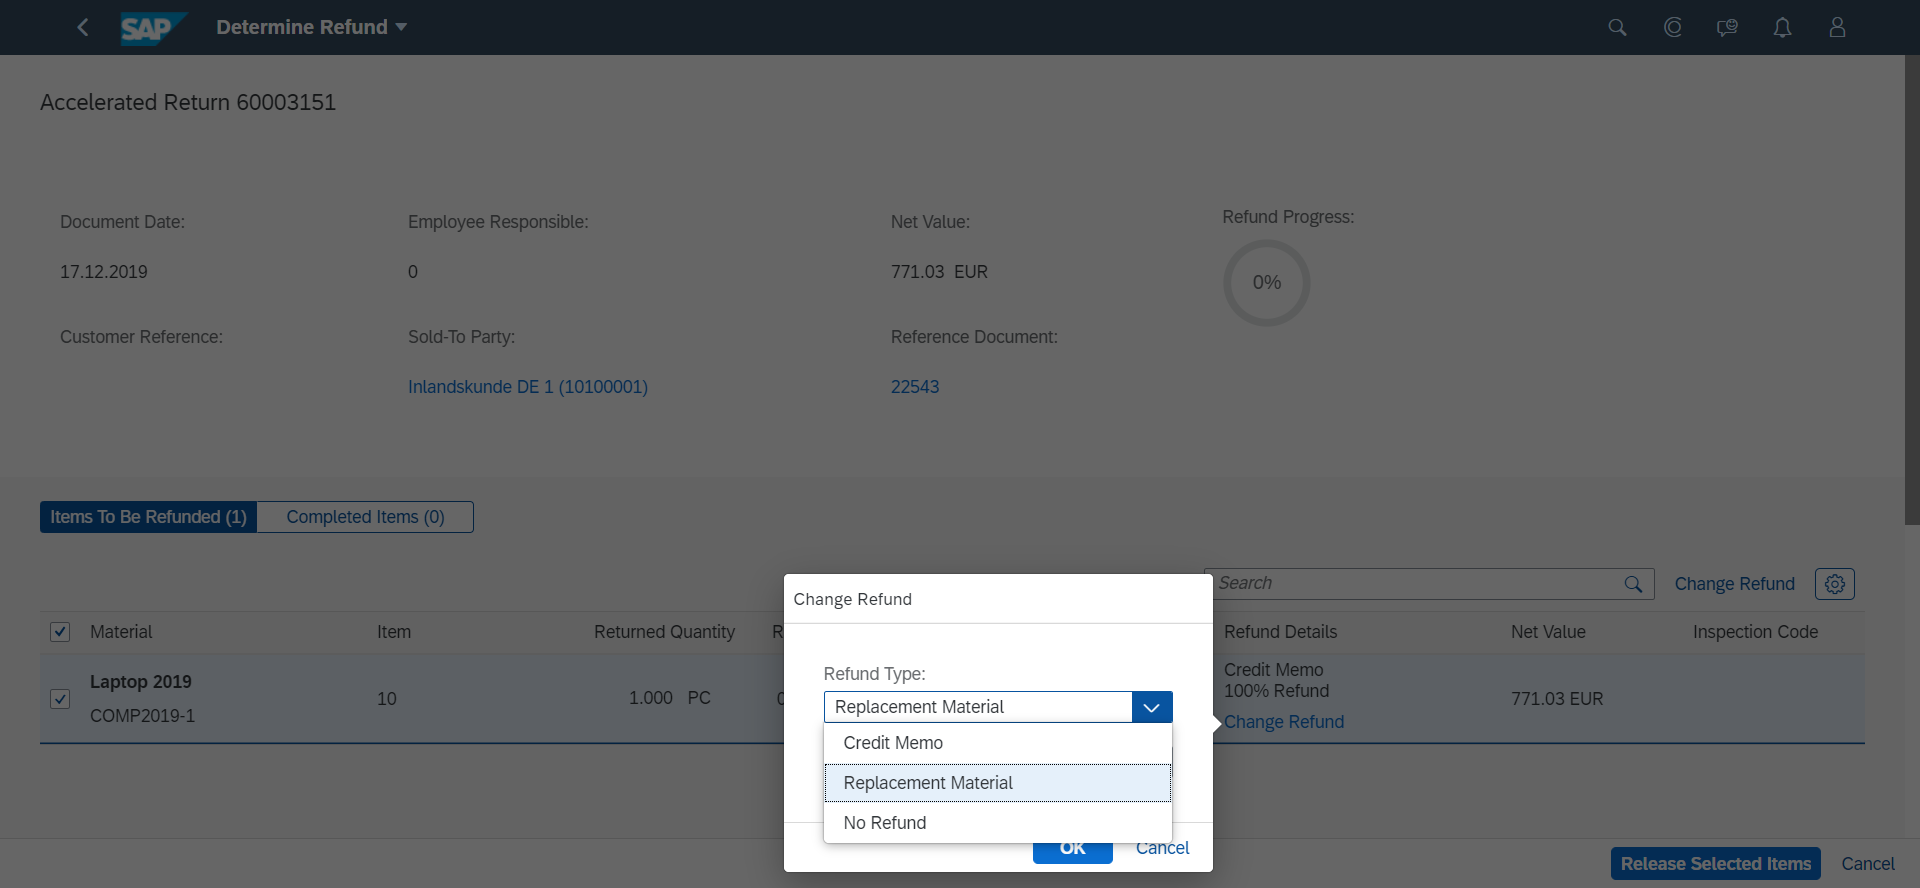 SAP Determine Refund
Accelerated Return 60003151
Document Date:
17.12.2019
Employee Responsible:
0
Net Value:
771.03 EUR
Refund Progress:
0%
Customer Reference:
Sold-To Party:
Inlandskunde DE 1 (10100001)
Reference Document:
22543
Items To Be Refunded (1)
Completed Items (0)
Search
Change Refund
Material Item Returned Quantity R Refund Details Net Value Inspection Code
Laptop 2019
COMP2019-1
10
1.000 PC
Credit Memo
100% Refund
Change Refund
771.03 EUR
Change Refund
Refund Type:
Replacement Material
Credit Memo
Replacement Material
No Refund
OK
Cancel
Release Selected Items
Cancel